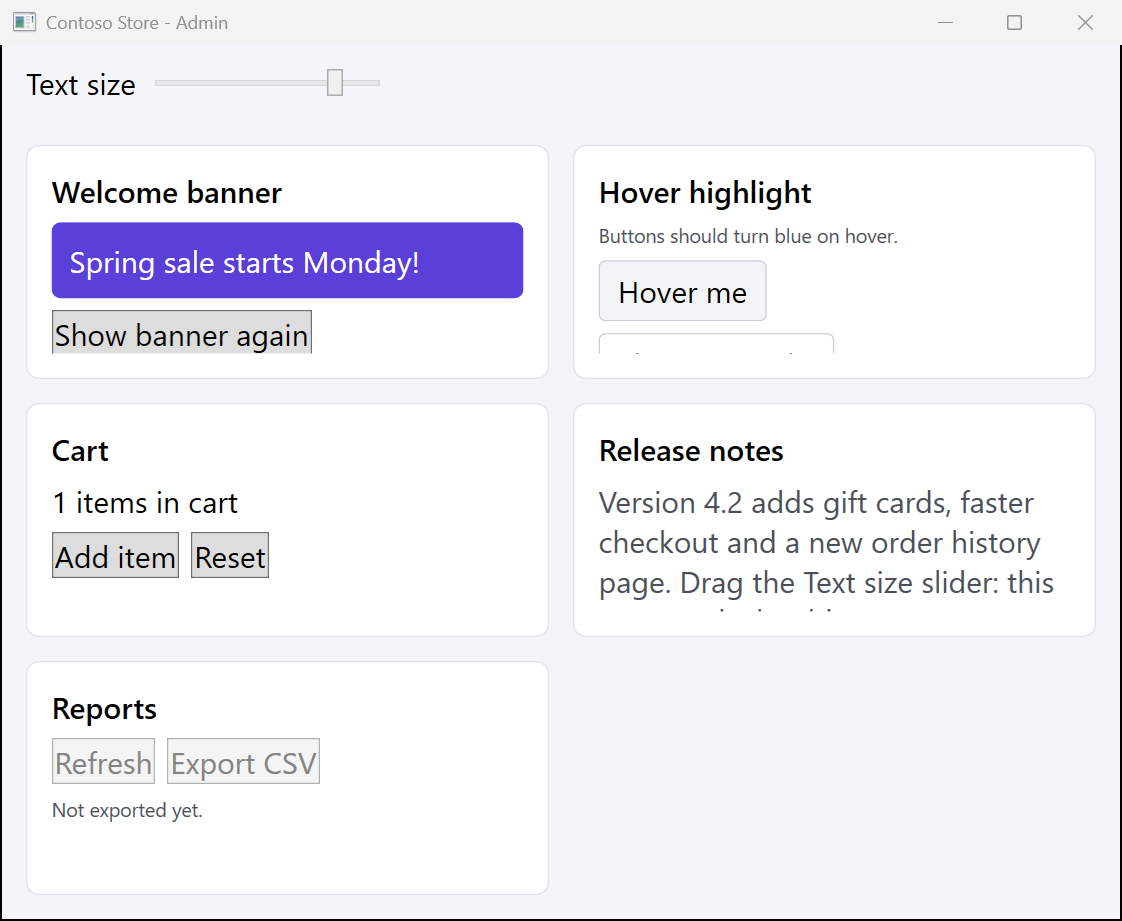 Contoso Store - Admin
Text size
Welcome banner
Spring sale starts Monday!
Show banner again
Hover highlight
Buttons should turn blue on hover.
Hover me
Cart
1 items in cart
Add item
Reset
Release notes
Version 4.2 adds gift cards, faster
checkout and a new order history
page. Drag the Text size slider: this
Reports
Refresh
Export CSV
Not exported yet.